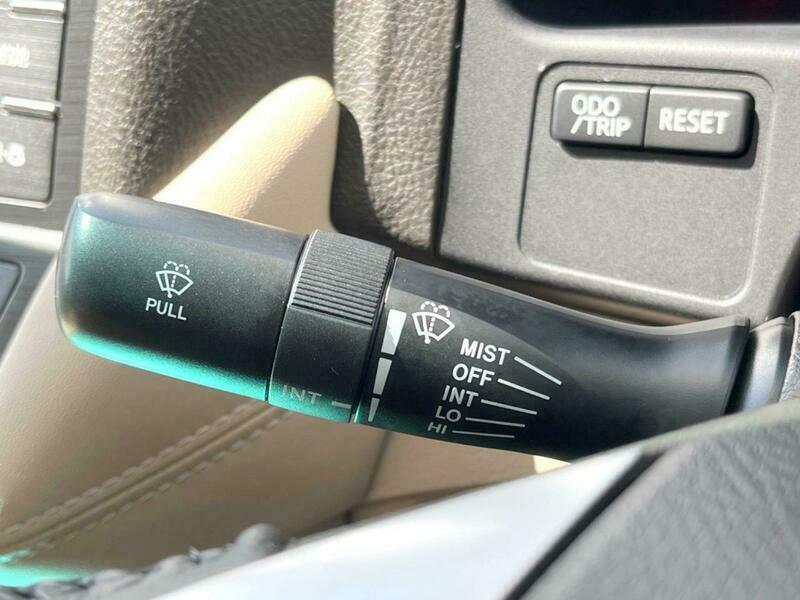 ODO
/TRIP
RESET
PULL
INT
MIST
OFF
INT
LO
HI